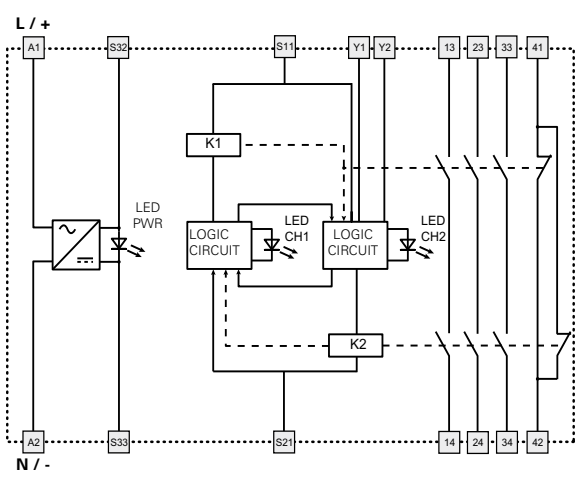 L / +
A1 S32 S11 Y1 Y2 13 23 33 41
K1
LED
PWR
LOGIC
CIRCUIT
LED
CH1
LOGIC
CIRCUIT
LED
CH2
K2
A2 S33 S21 14 24 34 42
N / -